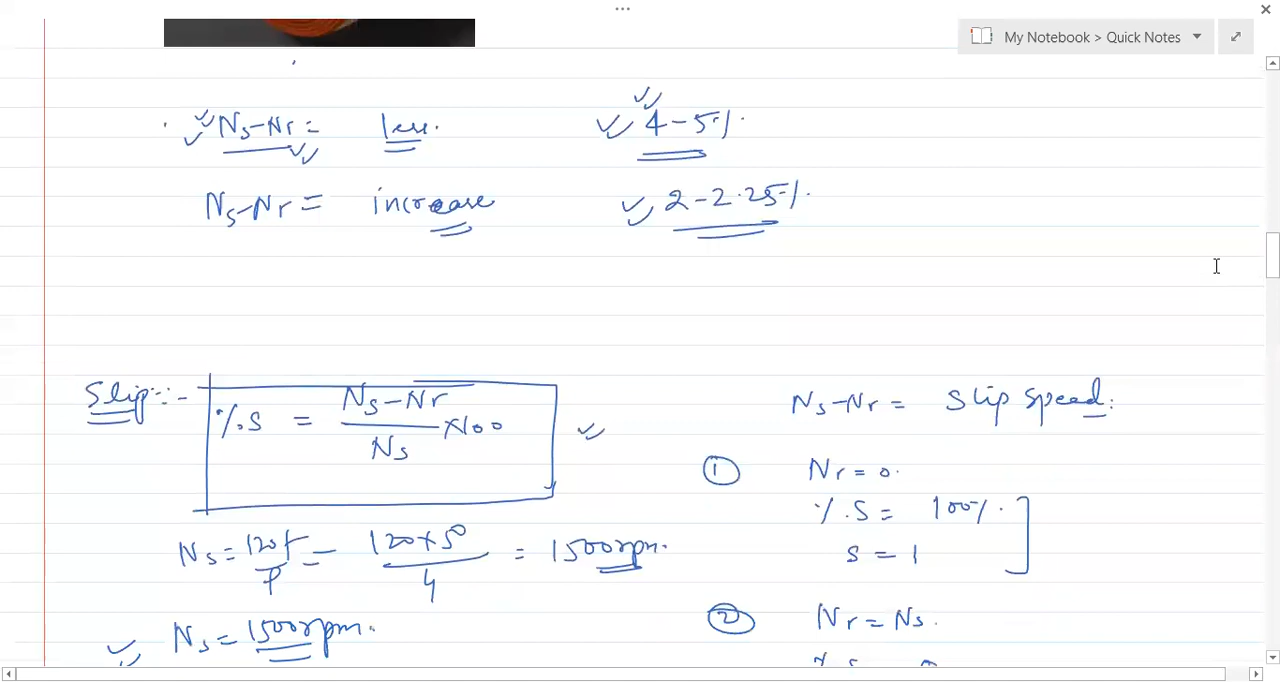 My Notebook > Quick Notes
Ns-Nr = less. 4-5%.
Ns-Nr = increase 2-2.25%.
Slip:- %S = Ns-Nr/Ns ×100
Ns-Nr = Slip Speed:
① Nr = 0.
%S = 100%.
S = 1
Ns = 120f/P = 120×50/4 = 1500rpm.
Ns = 1500rpm.
② Nr = Ns.